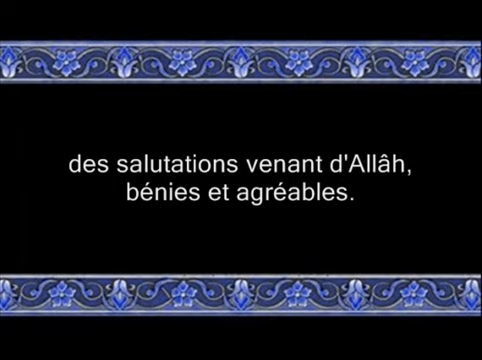 des salutations venant d'Allâh,
bénies et agréables.